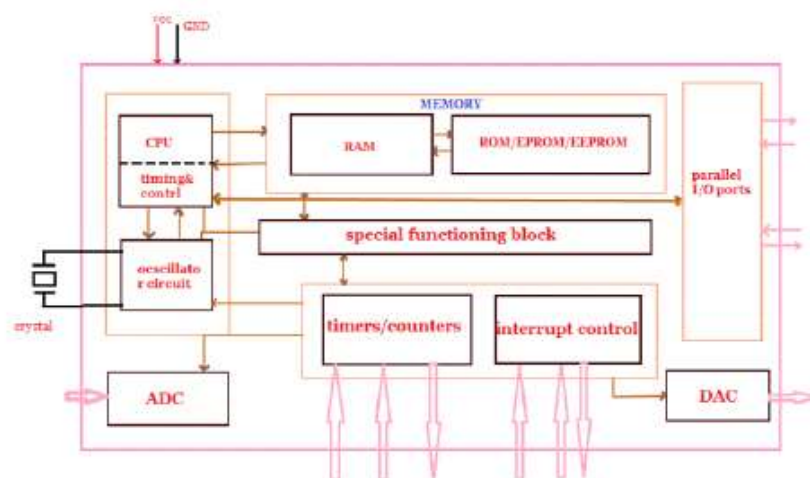 vcc GND
MEMORY
CPU
RAM
ROM/EPROM/EEPROM
timing&
contrl
parallel
I/O ports
special functioning block
oescillato
r circuit
crystal
timers/counters
interrupt control
ADC
DAC